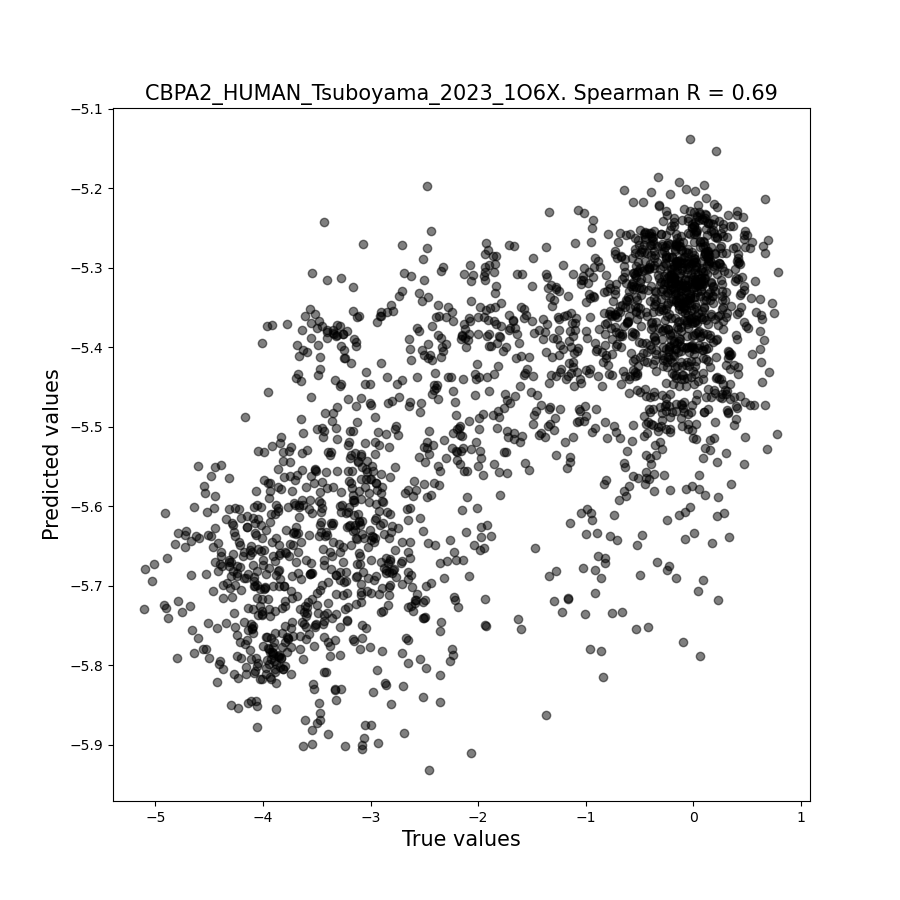 CBPA2_HUMAN_Tsuboyama_2023_1O6X. Spearman R = 0.69
−5.1
−5.2
−5.3
−5.4
−5.5
−5.6
−5.7
−5.8
−5.9
Predicted values
−5 −4 −3 −2 −1 0 1
True values